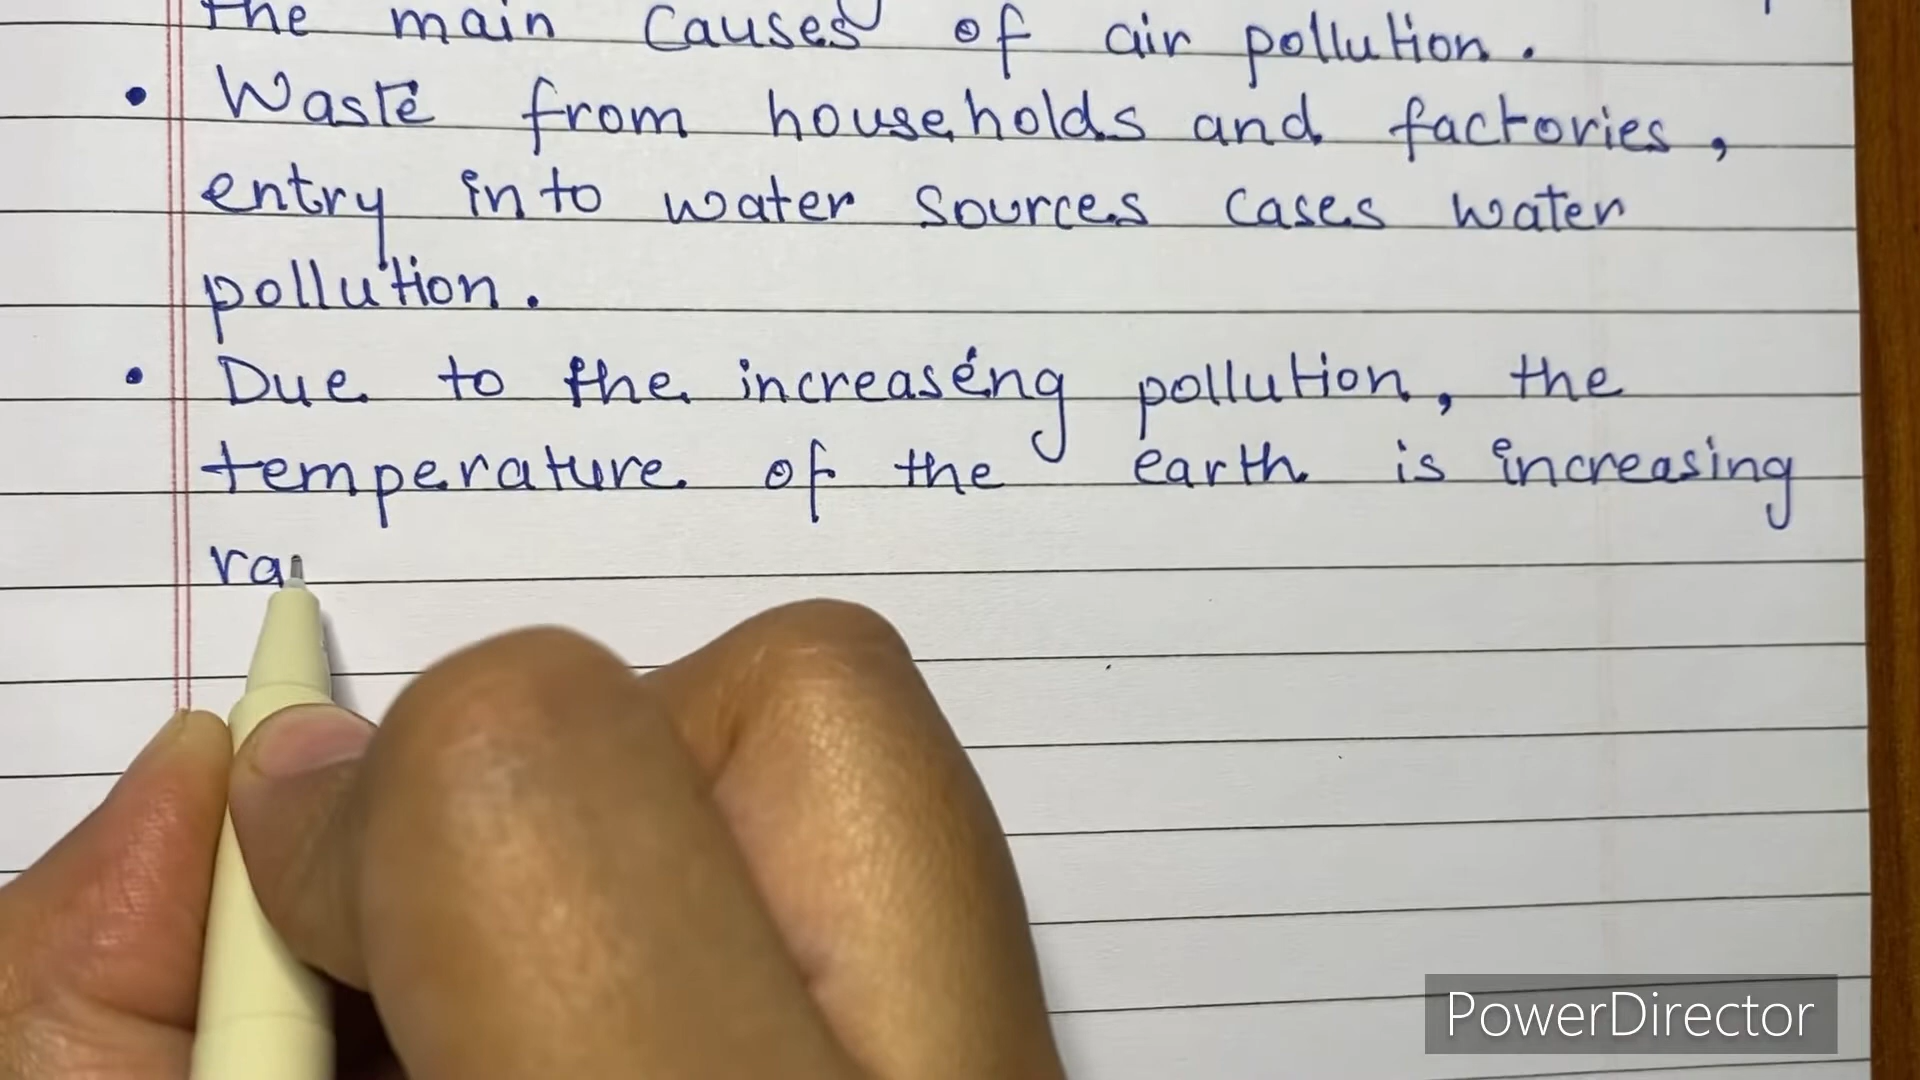 the main causes of air pollution.
• Waste from households and factories,
entry into water sources cases water
pollution.
• Due to the increaseng pollution, the
temperature of the earth is increasing
ra
PowerDirector